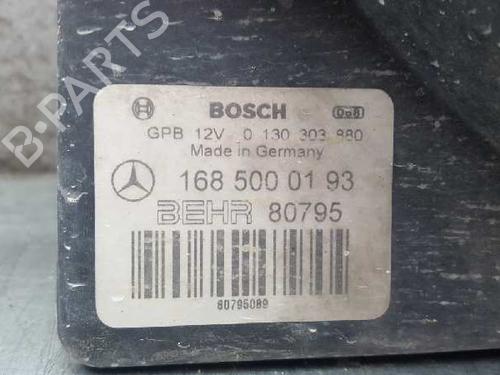 B-PARTS
BOSCH
GPB 12V 0 130 303 880
Made in Germany
168 500 01 93
BEHR 80795
80795089